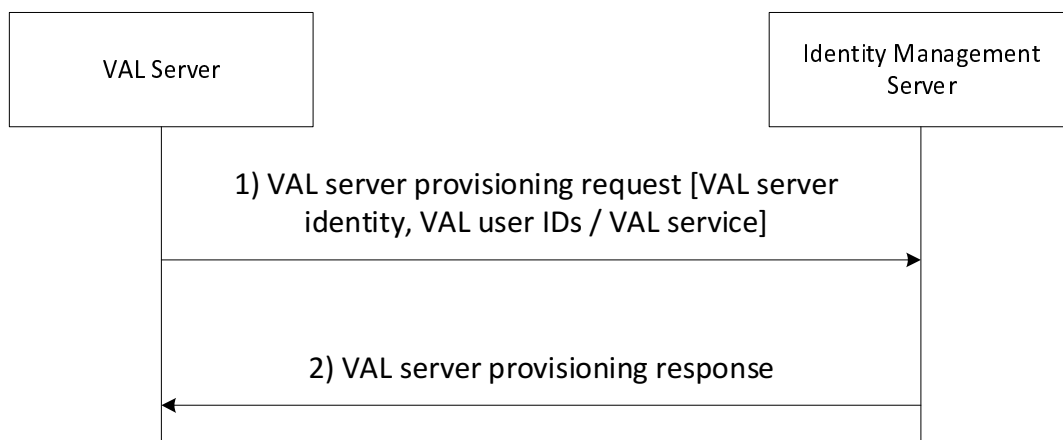 VAL Server
Identity Management
Server
1) VAL server provisioning request [VAL server
identity, VAL user IDs / VAL service]
2) VAL server provisioning response